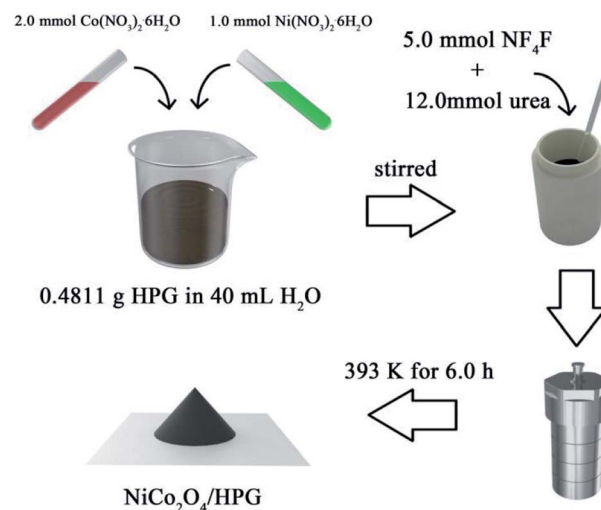 2.0 mmol Co(NO₃)₂·6H₂O
1.0 mmol Ni(NO₃)₂·6H₂O
5.0 mmol NF₄F
+
12.0mmol urea
stirred
0.4811 g HPG in 40 mL H₂O
393 K for 6.0 h
NiCo₂O₄/HPG